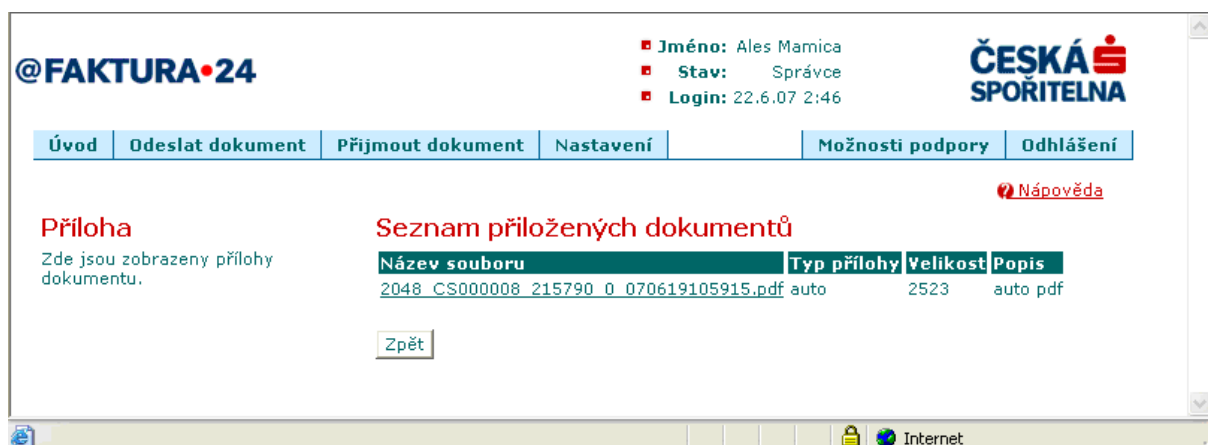 @FAKTURA•24
Jméno: Ales Mamica
Stav: Správce
Login: 22.6.07 2:46
ČESKÁ
SPOŘITELNA
Úvod Odeslat dokument Přijmout dokument Nastavení Možnosti podpory Odhlášení
Nápověda
Příloha
Zde jsou zobrazeny přílohy
dokumentu.
Seznam přiložených dokumentů
Název souboru Typ přílohy Velikost Popis
2048_CS000008_215790_0_070619105915.pdf auto 2523 auto pdf
Zpět
Internet